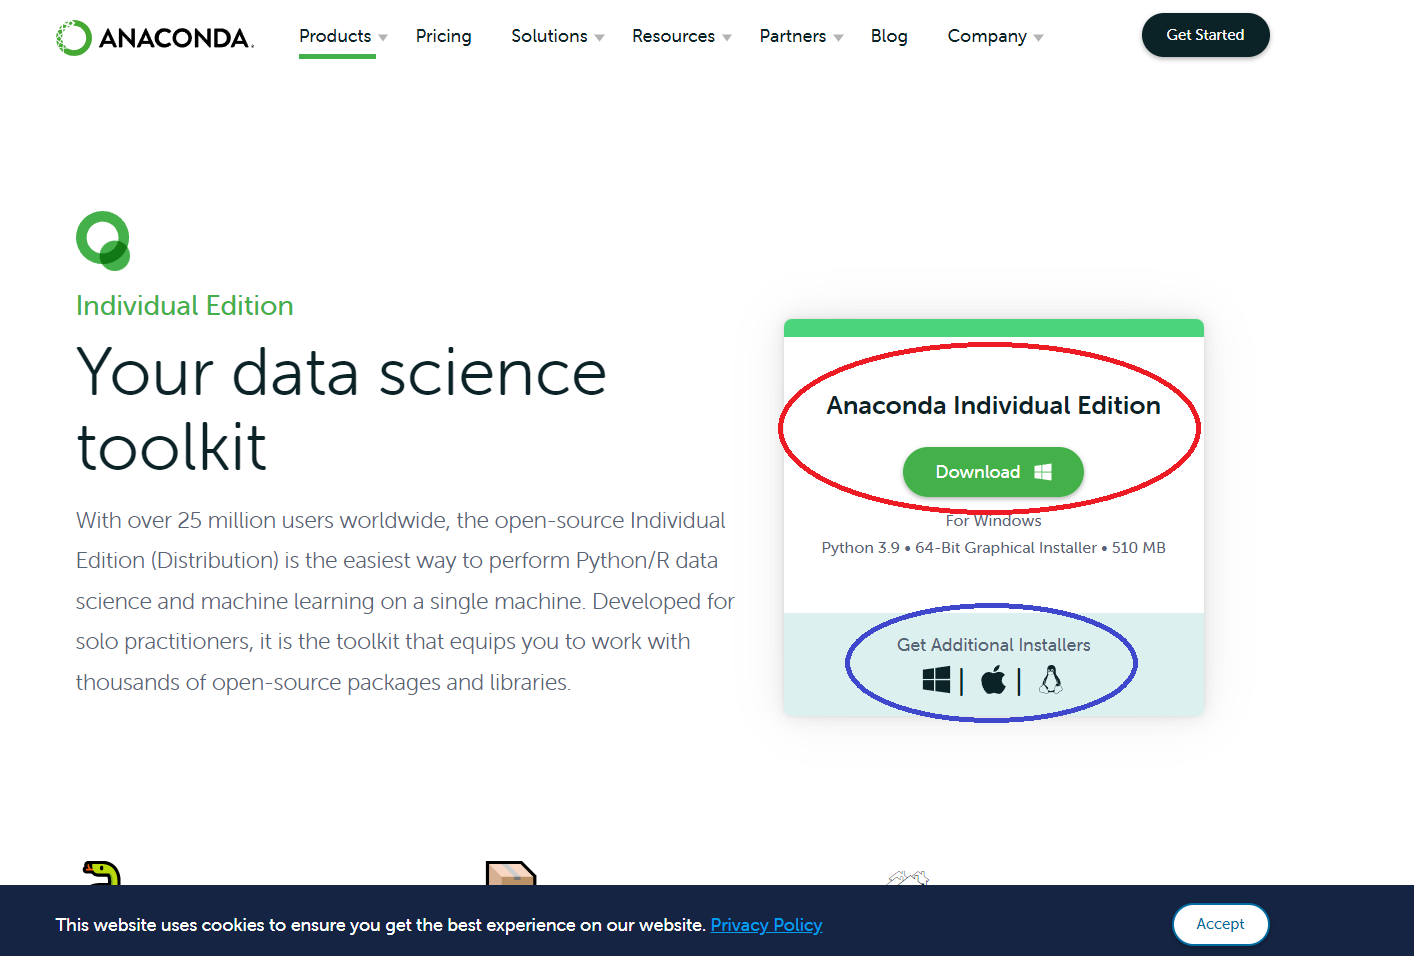 ANACONDA.
Products Pricing Solutions Resources Partners Blog Company Get Started
Individual Edition
Your data science
toolkit
With over 25 million users worldwide, the open-source Individual
Edition (Distribution) is the easiest way to perform Python/R data
science and machine learning on a single machine. Developed for
solo practitioners, it is the toolkit that equips you to work with
thousands of open-source packages and libraries.
Anaconda Individual Edition
Download
For Windows
Python 3.9 • 64-Bit Graphical Installer • 510 MB
Get Additional Installers
This website uses cookies to ensure you get the best experience on our website. Privacy Policy
Accept